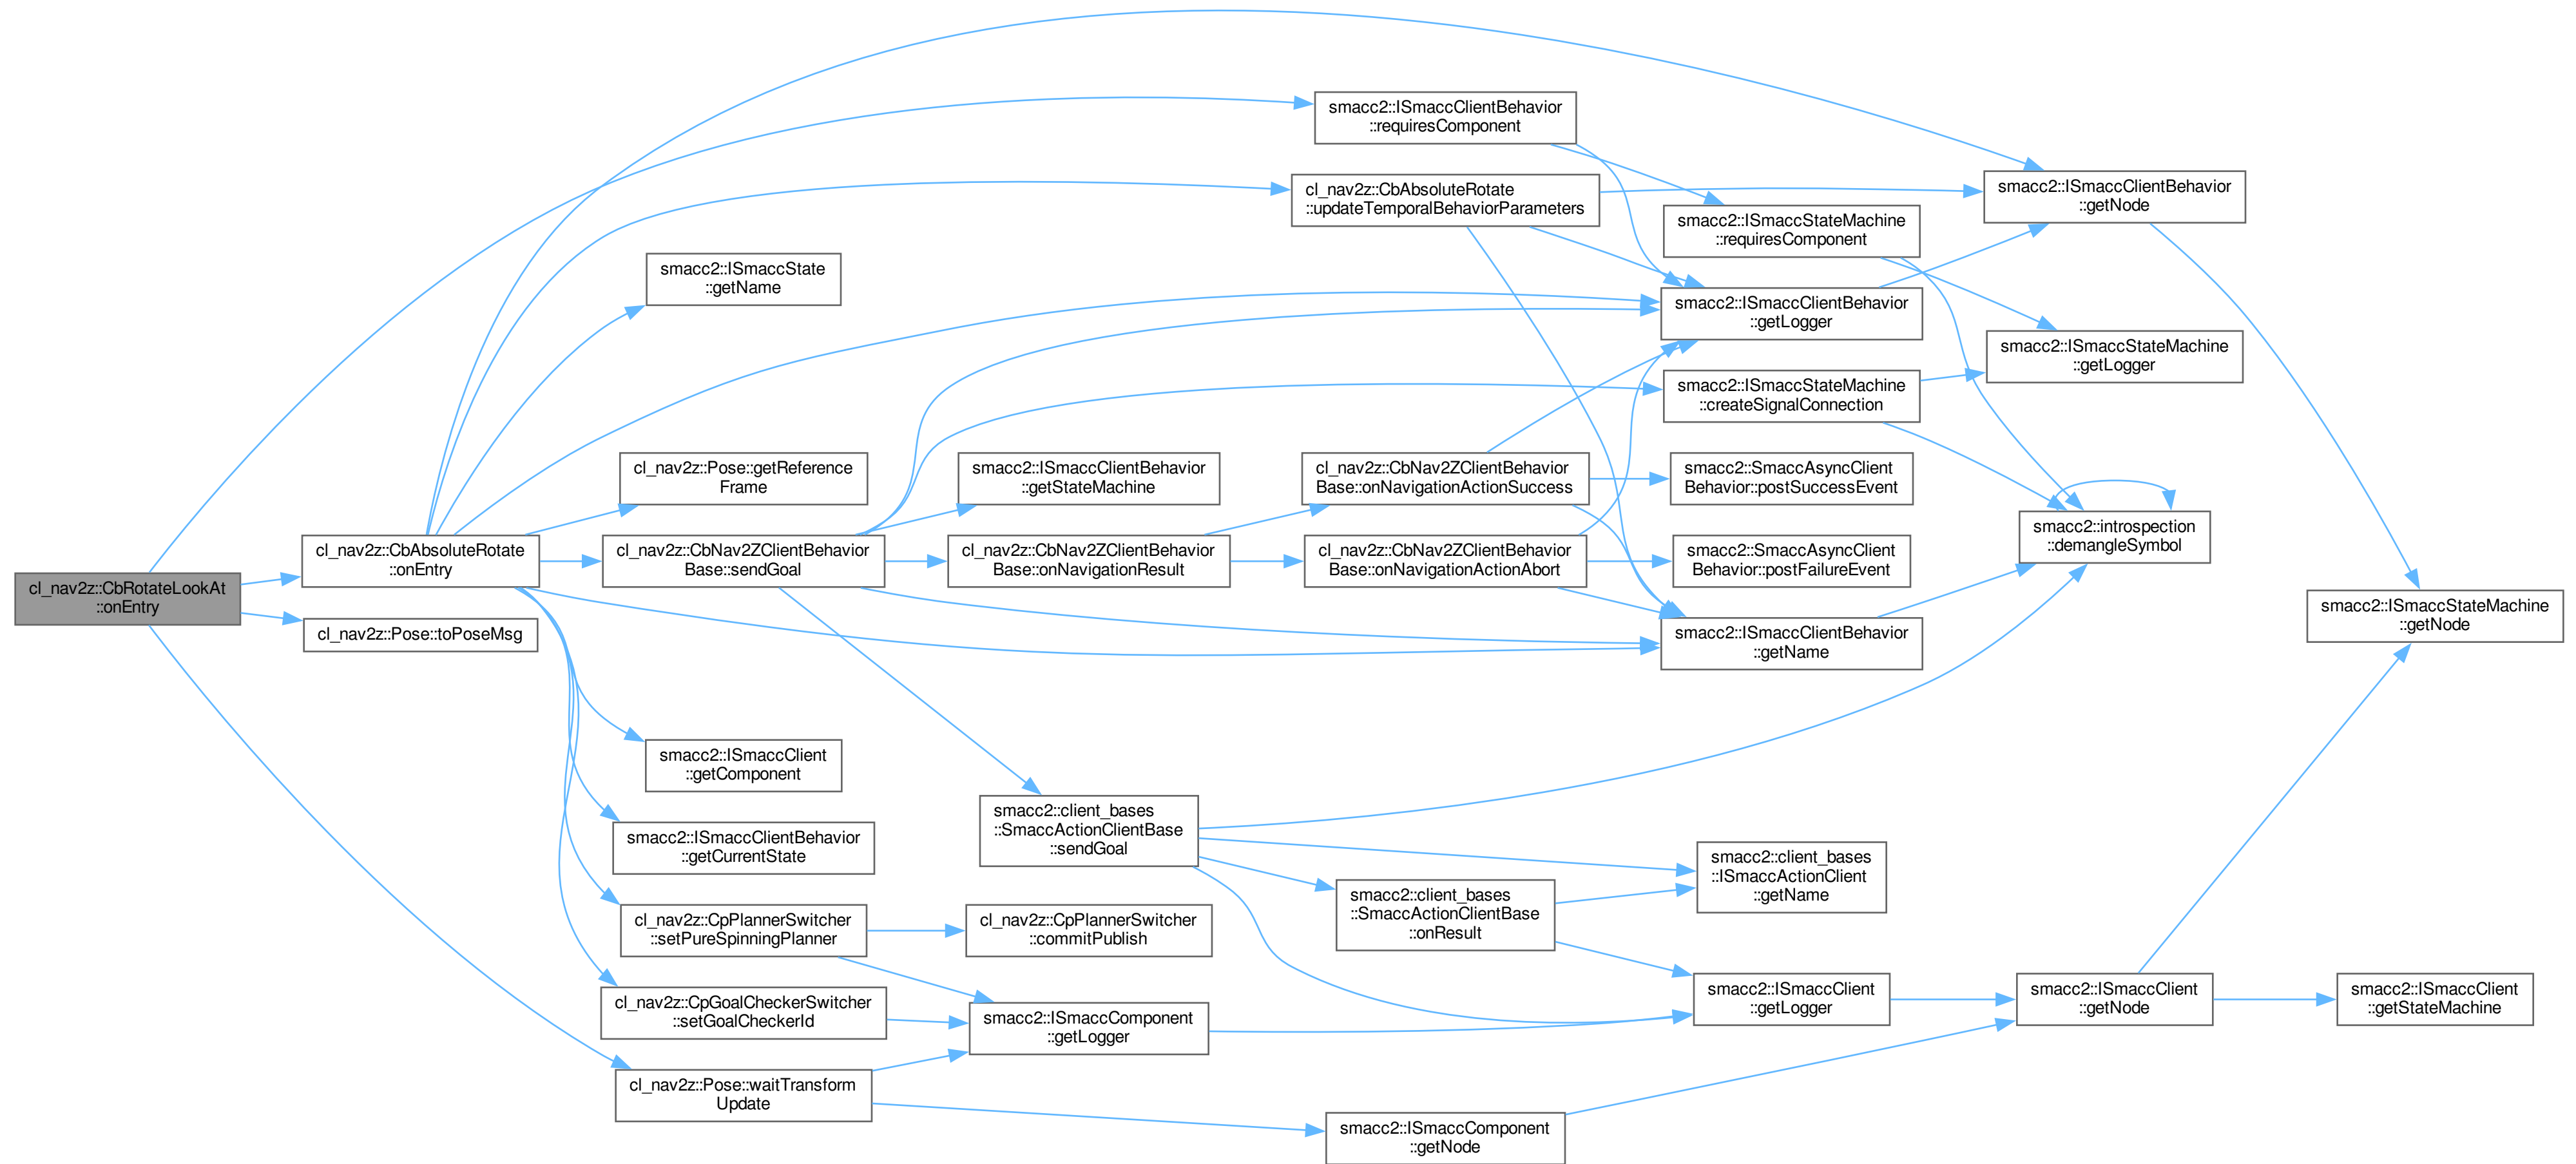 cl_nav2z::CbRotateLookAt
::onEntry
cl_nav2z::CbAbsoluteRotate
::onEntry
cl_nav2z::Pose::toPoseMsg
smacc2::ISmaccState
::getName
cl_nav2z::Pose::getReference
Frame
cl_nav2z::CbNav2ZClientBehavior
Base::sendGoal
smacc2::ISmaccClient
::getComponent
smacc2::ISmaccClientBehavior
::getCurrentState
cl_nav2z::CpPlannerSwitcher
::setPureSpinningPlanner
cl_nav2z::CpGoalCheckerSwitcher
::setGoalCheckerId
cl_nav2z::Pose::waitTransform
Update
smacc2::ISmaccClientBehavior
::getStateMachine
cl_nav2z::CbNav2ZClientBehavior
Base::onNavigationResult
smacc2::client_bases
::SmaccActionClientBase
::sendGoal
cl_nav2z::CpPlannerSwitcher
::commitPublish
smacc2::ISmaccComponent
::getLogger
smacc2::ISmaccClientBehavior
::requiresComponent
cl_nav2z::CbAbsoluteRotate
::updateTemporalBehaviorParameters
cl_nav2z::CbNav2ZClientBehavior
Base::onNavigationActionSuccess
cl_nav2z::CbNav2ZClientBehavior
Base::onNavigationActionAbort
smacc2::client_bases
::SmaccActionClientBase
::onResult
smacc2::ISmaccComponent
::getNode
smacc2::ISmaccStateMachine
::requiresComponent
smacc2::ISmaccClientBehavior
::getLogger
smacc2::ISmaccStateMachine
::createSignalConnection
smacc2::SmaccAsyncClient
Behavior::postSuccessEvent
smacc2::SmaccAsyncClient
Behavior::postFailureEvent
smacc2::ISmaccClientBehavior
::getName
smacc2::client_bases
::ISmaccActionClient
::getName
smacc2::ISmaccClient
::getLogger
smacc2::ISmaccClientBehavior
::getNode
smacc2::ISmaccStateMachine
::getLogger
smacc2::introspection
::demangleSymbol
smacc2::ISmaccClient
::getNode
smacc2::ISmaccStateMachine
::getNode
smacc2::ISmaccClient
::getStateMachine